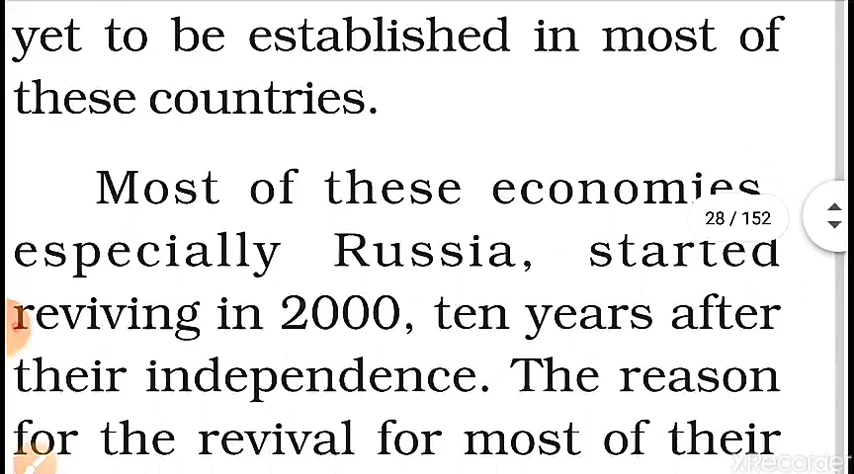 yet to be established in most of
these countries.
Most of these economies,
28 / 152
especially Russia, started
reviving in 2000, ten years after
their independence. The reason
for the revival for most of their
XRecorder